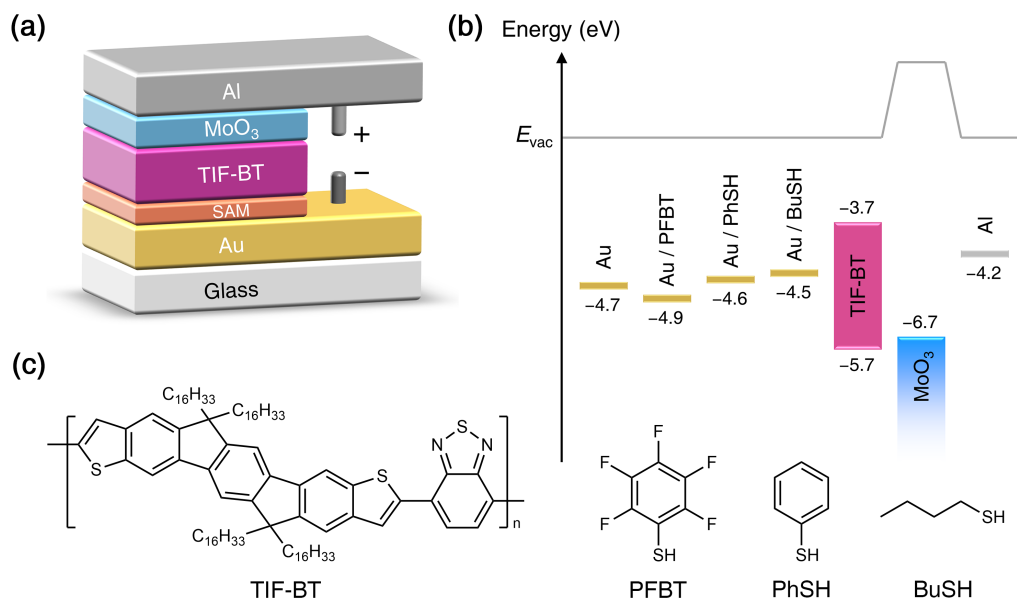 (a)
Al
MoO₃
TIF-BT
SAM
Au
Glass
+
−
(b) Energy (eV)
Evac
Au
−4.7
Au / PFBT
−4.9
Au / PhSH
−4.6
Au / BuSH
−4.5
−3.7
TIF-BT
−5.7
−6.7
MoO₃
Al
−4.2
(c)
C₁₆H₃₃
C₁₆H₃₃
S
S
N
S
N
n
C₁₆H₃₃
C₁₆H₃₃
TIF-BT
F
F
F
F
F
SH
PFBT
SH
PhSH
SH
BuSH